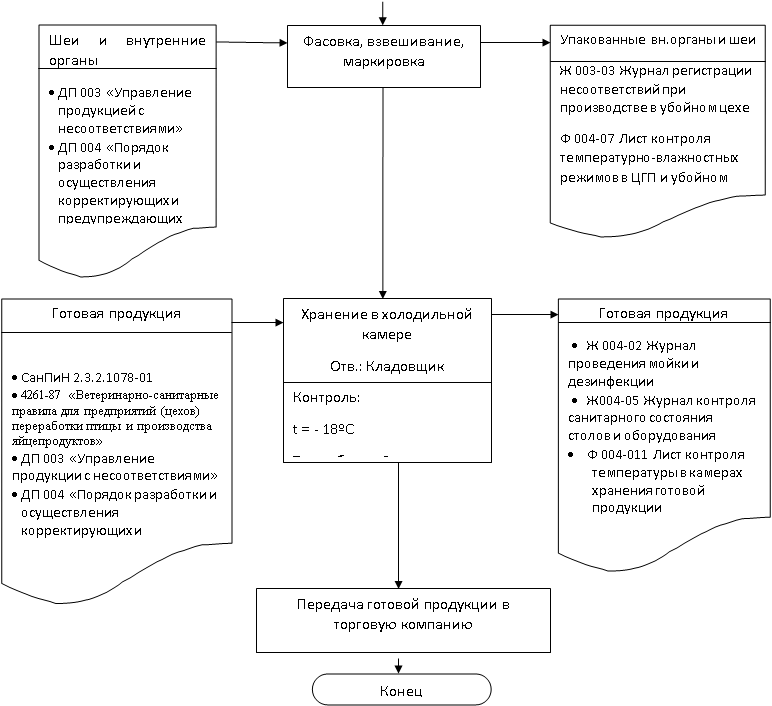 Шеи и внутренние
органы
• ДП 003 «Управление
продукцией с
несоответствиями»
• ДП 004 «Порядок
разработки и
осуществления
корректирующих и
предупреждающих
Фасовка, взвешивание,
маркировка
Упакованные вн.органы и шеи
Ж 003-03 Журнал регистрации
несоответствий при
производстве в убойном цехе
Ф 004-07 Лист контроля
температурно-влажностных
режимов в ЦГП и убойном
Готовая продукция
• СанПиН 2.3.2.1078-01
• 4261-87 «Ветеринарно-санитарные
правила для предприятий (цехов)
переработки птицы и производства
яйцепродуктов»
• ДП 003 «Управление
продукции с несоответствиями»
• ДП 004 «Порядок разработки и
осуществления
корректирующих и
Хранение в холодильной
камере
Отв.: Кладовщик
Контроль:
t = - 18ºС
Готовая продукция
• Ж 004-02 Журнал
проведения мойки и
дезинфекции
• Ж004-05 Журнал контроля
санитарного состояния
столов и оборудования
• Ф 004-011 Лист контроля
температуры в камерах
хранения готовой
продукции
Передача готовой продукции в
торговую компанию
Конец